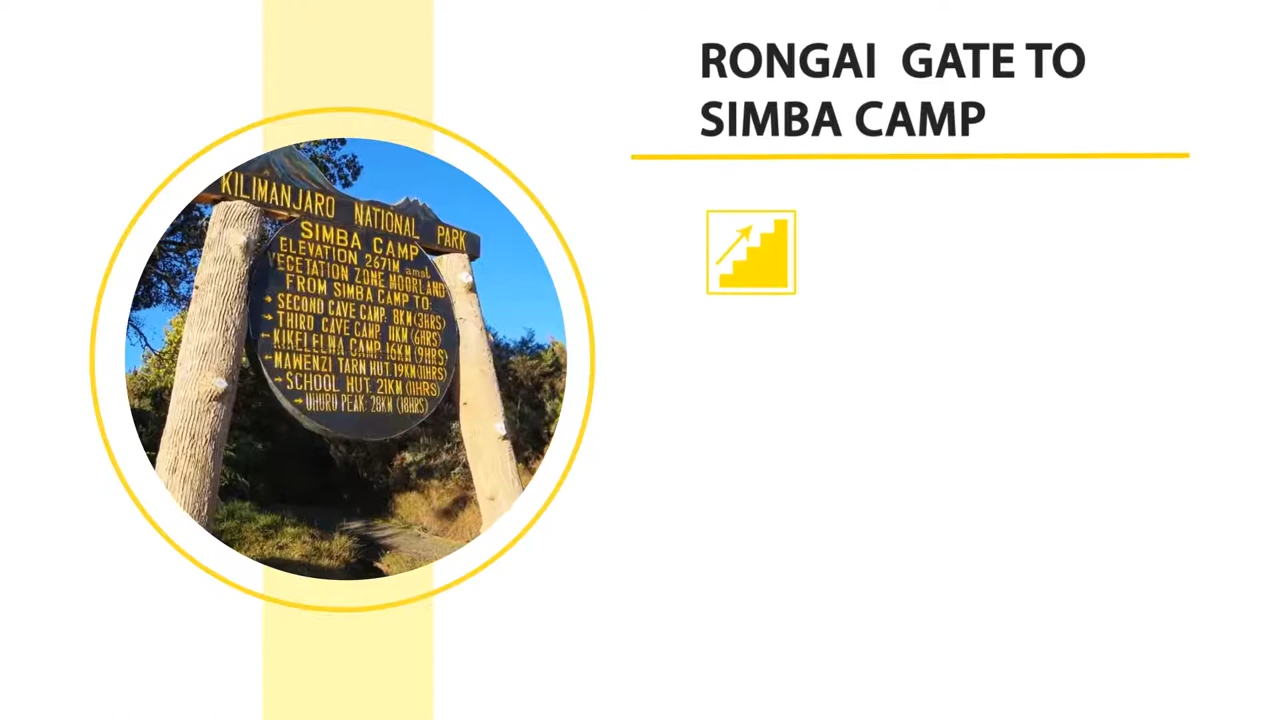 RONGAI GATE TO
SIMBA CAMP
KILIMANJARO NATIONAL PARK
SIMBA CAMP
ELEVATION 2671M amsl
VEGETATION ZONE MOORLAND
FROM SIMBA CAMP TO:
SECOND CAVE CAMP: 8KM (3HRS)
THIRD CAVE CAMP: 11KM (6HRS)
KIKELELWA CAMP: 16KM (9HRS)
MAWENZI TARN HUT: 19KM (11HRS)
SCHOOL HUT: 21KM (11HRS)
UHURU PEAK: 28KM (18HRS)